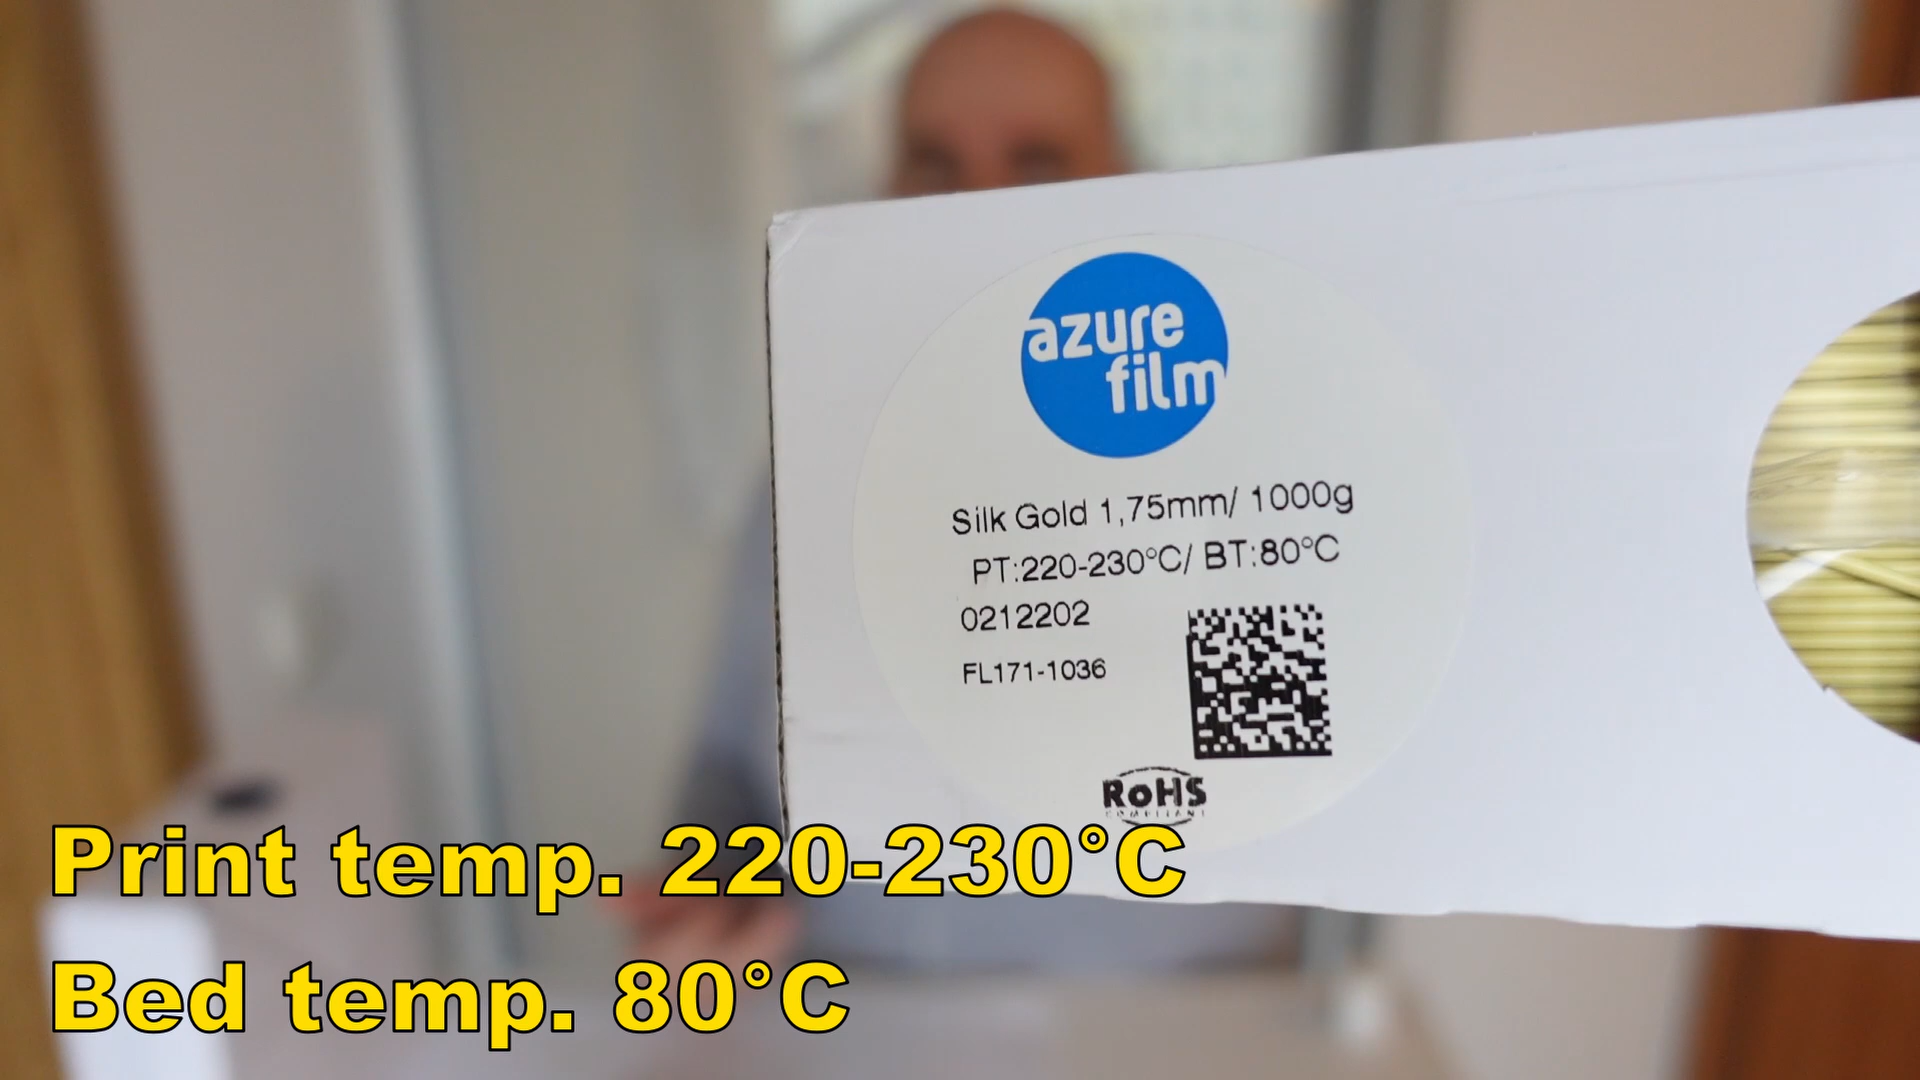 azure
film
Silk Gold 1,75mm/ 1000g
PT:220-230°C/ BT:80°C
0212202
FL171-1036
RoHS
COMPLIANT
Print temp. 220-230°C
Bed temp. 80°C